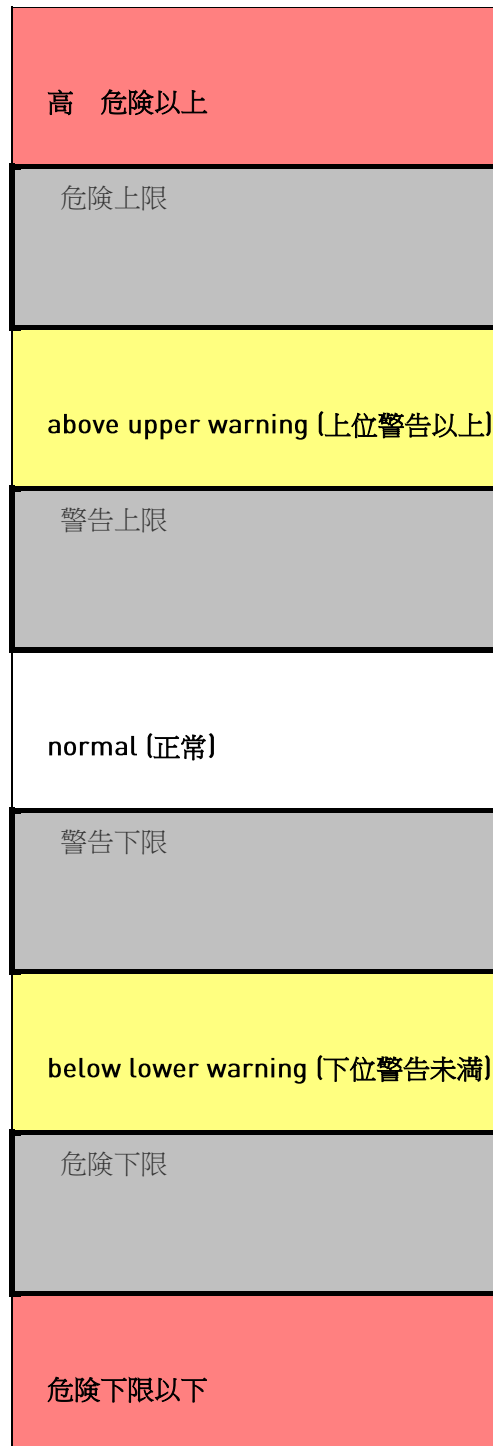 高　危険以上
危険上限
above upper warning (上位警告以上)
警告上限
normal (正常)
警告下限
below lower warning (下位警告未満)
危険下限
危険下限以下